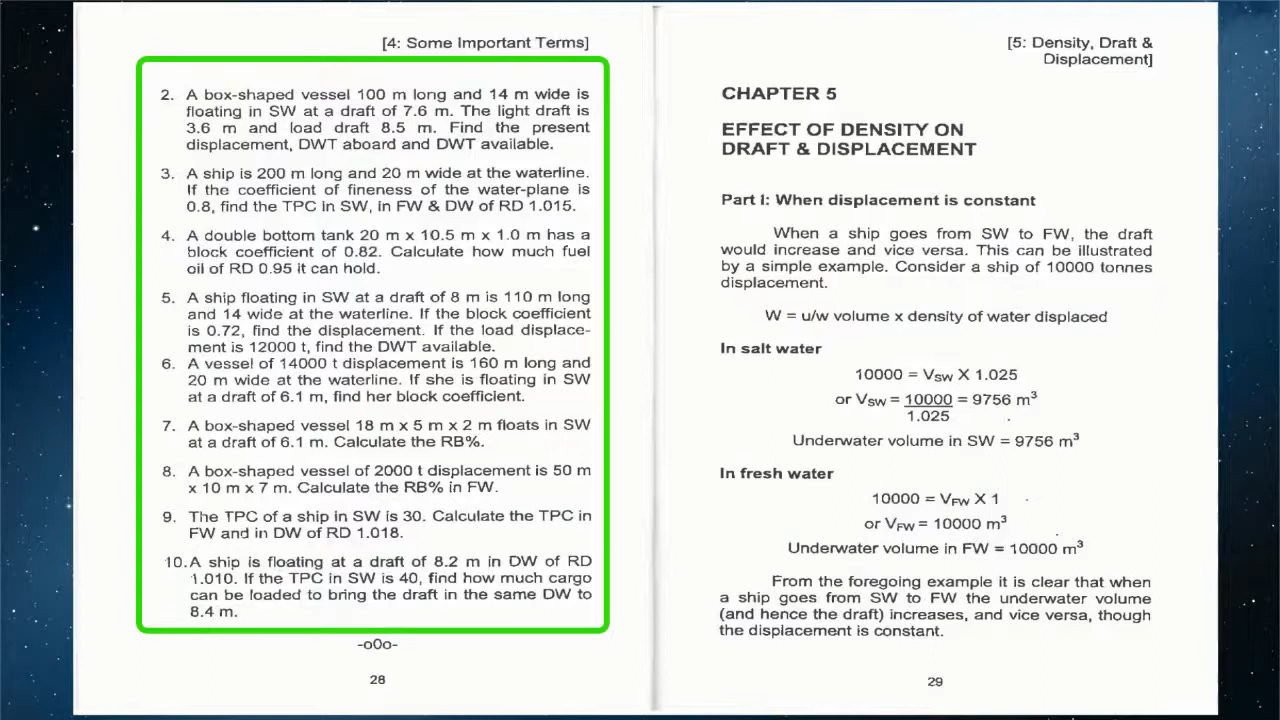 [4: Some Important Terms]
2. A box-shaped vessel 100 m long and 14 m wide is
floating in SW at a draft of 7.6 m. The light draft is
3.6 m and load draft 8.5 m. Find the present
displacement, DWT aboard and DWT available.
3. A ship is 200 m long and 20 m wide at the waterline.
If the coefficient of fineness of the water-plane is
0.8, find the TPC in SW, in FW & DW of RD 1.015.
4. A double bottom tank 20 m x 10.5 m x 1.0 m has a
block coefficient of 0.82. Calculate how much fuel
oil of RD 0.95 it can hold.
5. A ship floating in SW at a draft of 8 m is 110 m long
and 14 wide at the waterline. If the block coefficient
is 0.72, find the displacement. If the load displace-
ment is 12000 t, find the DWT available.
6. A vessel of 14000 t displacement is 160 m long and
20 m wide at the waterline. If she is floating in SW
at a draft of 6.1 m, find her block coefficient.
7. A box-shaped vessel 18 m x 5 m x 2 m floats in SW
at a draft of 6.1 m. Calculate the RB%.
8. A box-shaped vessel of 2000 t displacement is 50 m
x 10 m x 7 m. Calculate the RB% in FW.
9. The TPC of a ship in SW is 30. Calculate the TPC in
FW and in DW of RD 1.018.
10. A ship is floating at a draft of 8.2 m in DW of RD
1.010. If the TPC in SW is 40, find how much cargo
can be loaded to bring the draft in the same DW to
8.4 m.
-o0o-
28
[5: Density, Draft &
Displacement]
CHAPTER 5
EFFECT OF DENSITY ON
DRAFT & DISPLACEMENT
Part I: When displacement is constant
When a ship goes from SW to FW, the draft
would increase and vice versa. This can be illustrated
by a simple example. Consider a ship of 10000 tonnes
displacement.
W = u/w volume x density of water displaced
In salt water
10000 = VSW X 1.025
or VSW = 10000 = 9756 m³
1.025
Underwater volume in SW = 9756 m³
In fresh water
10000 = VFW X 1
or VFW = 10000 m³
Underwater volume in FW = 10000 m³
From the foregoing example it is clear that when
a ship goes from SW to FW the underwater volume
(and hence the draft) increases, and vice versa, though
the displacement is constant.
29